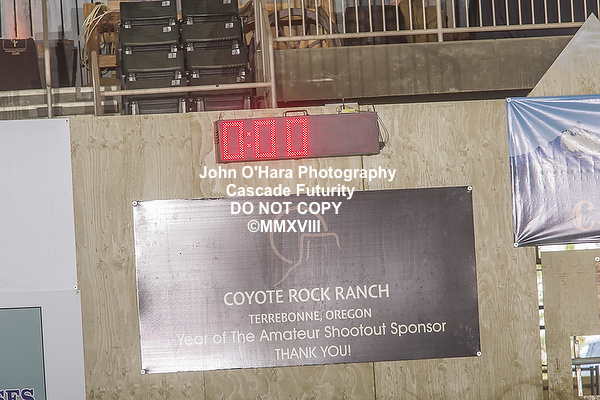 0:00
John O'Hara Photography
Cascade Futurity
DO NOT COPY
©MMXVIII
COYOTE ROCK RANCH
TERREBONNE, OREGON
Year of The Amateur Shootout Sponsor
THANK YOU!